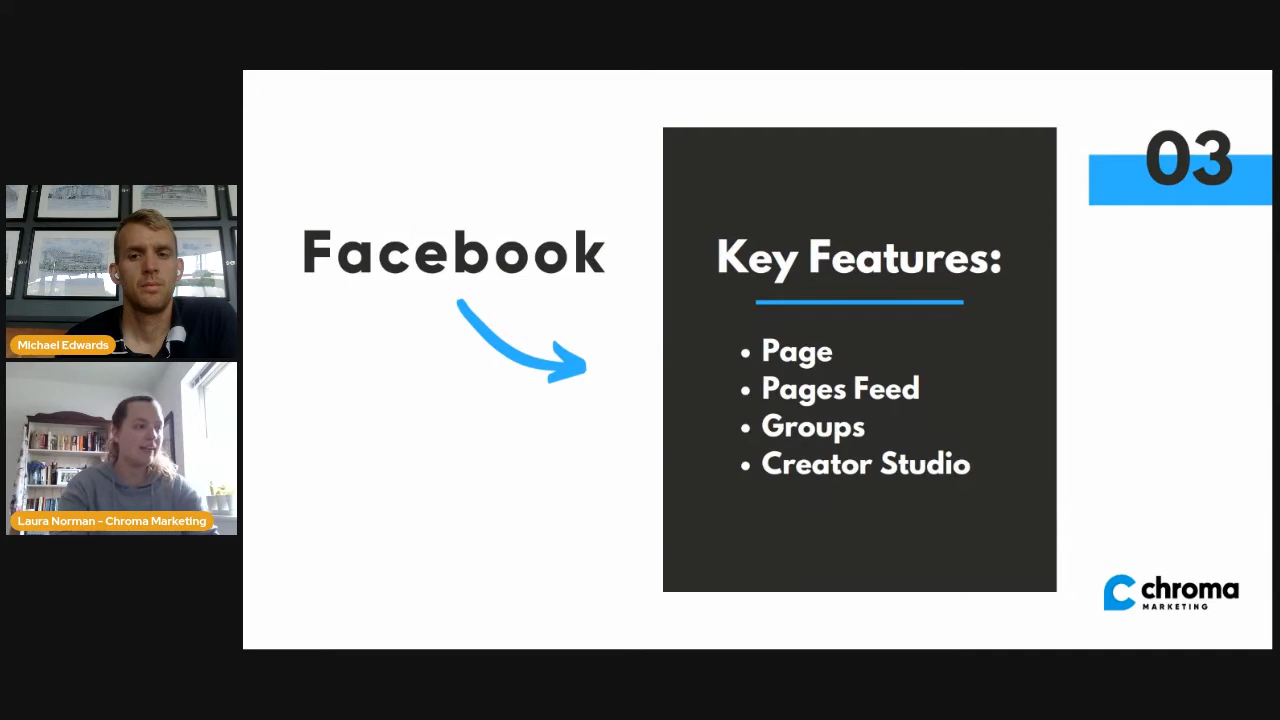 Michael Edwards
Laura Norman - Chroma Marketing
Facebook
Key Features:
• Page
• Pages Feed
• Groups
• Creator Studio
03
chroma
MARKETING